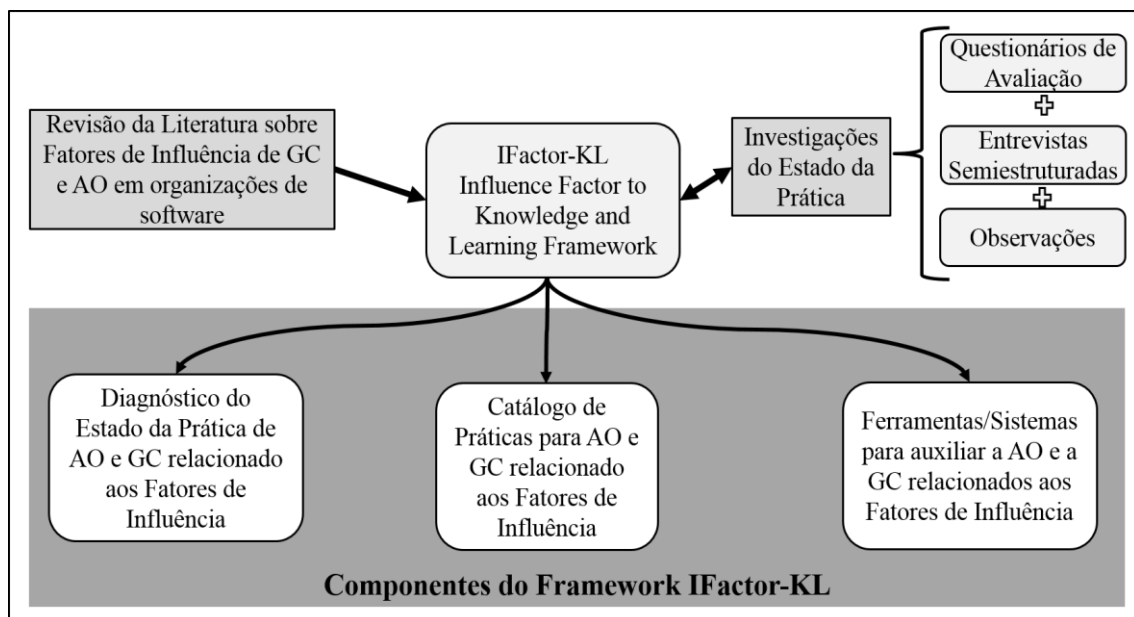 Revisão da Literatura sobre
Fatores de Influência de GC
e AO em organizações de
software
IFactor-KL
Influence Factor to
Knowledge and
Learning Framework
Investigações
do Estado da
Prática
Questionários de
Avaliação
Entrevistas
Semiestruturadas
Observações
Diagnóstico do
Estado da Prática de
AO e GC relacionado
aos Fatores de
Influência
Catálogo de
Práticas para AO e
GC relacionado
aos Fatores de
Influência
Ferramentas/Sistemas
para auxiliar a AO e a
GC relacionados aos
Fatores de Influência
Componentes do Framework IFactor-KL